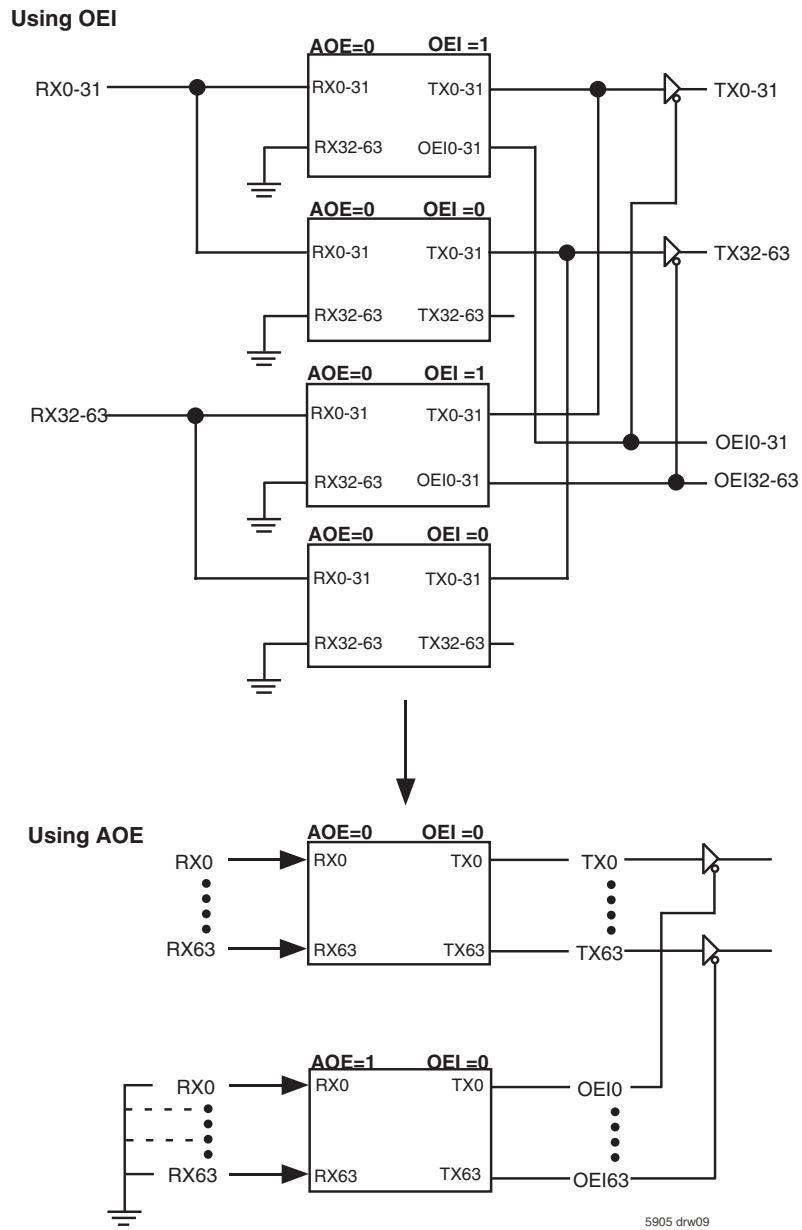 Using OEI
AOE=0 OEI =1
RX0-31 RX0-31 TX0-31 TX0-31
RX32-63 OEI0-31
AOE=0 OEI =0
RX0-31 TX0-31 TX32-63
RX32-63 TX32-63
AOE=0 OEI =1
RX32-63 RX0-31 TX0-31
OEI0-31
RX32-63 OEI0-31 OEI32-63
AOE=0 OEI =0
RX0-31 TX0-31
RX32-63 TX32-63
Using AOE
AOE=0 OEI =0
RX0 RX0 TX0 TX0
RX63 RX63 TX63 TX63
AOE=1 OEI =0
RX0 RX0 TX0 OEI0
RX63 RX63 TX63 OEI63
5905 drw09